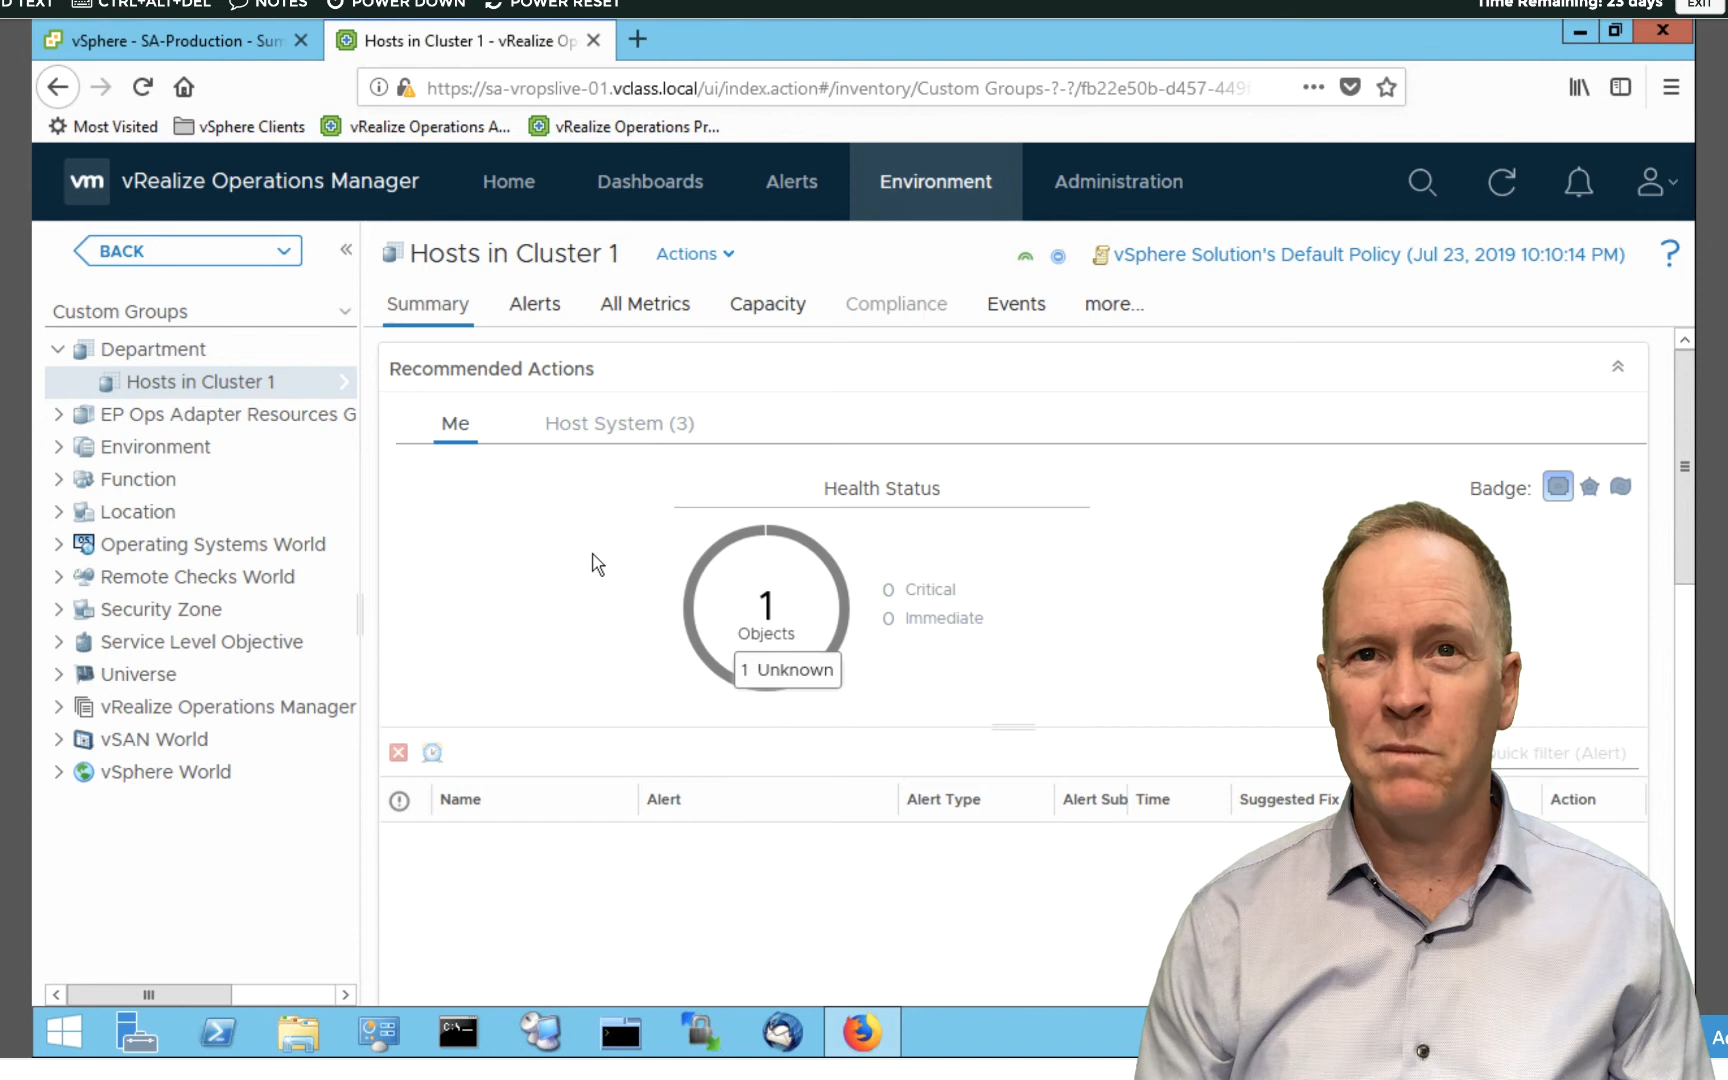 D TEXT CTRL+ALT+DEL NOTES POWER DOWN POWER RESET Time Remaining: 23 days EXIT
vSphere - SA-Production - Sum Hosts in Cluster 1 - vRealize Op
https://sa-vropslive-01.vclass.local/ui/index.action#/inventory/Custom Groups-?-?/fb22e50b-d457-449f
Most Visited vSphere Clients vRealize Operations A... vRealize Operations Pr...
vm vRealize Operations Manager Home Dashboards Alerts Environment Administration
BACK
Hosts in Cluster 1 Actions vSphere Solution's Default Policy (Jul 23, 2019 10:10:14 PM) ?
Summary Alerts All Metrics Capacity Compliance Events more...
Custom Groups
Department
Hosts in Cluster 1
EP Ops Adapter Resources G
Environment
Function
Location
Operating Systems World
Remote Checks World
Security Zone
Service Level Objective
Universe
vRealize Operations Manager
vSAN World
vSphere World
Recommended Actions
Me Host System (3)
Health Status
Badge:
1
Objects
1 Unknown
0 Critical
0 Immediate
uick filter (Alert)
Name Alert Alert Type Alert Sub Time Suggested Fix Action